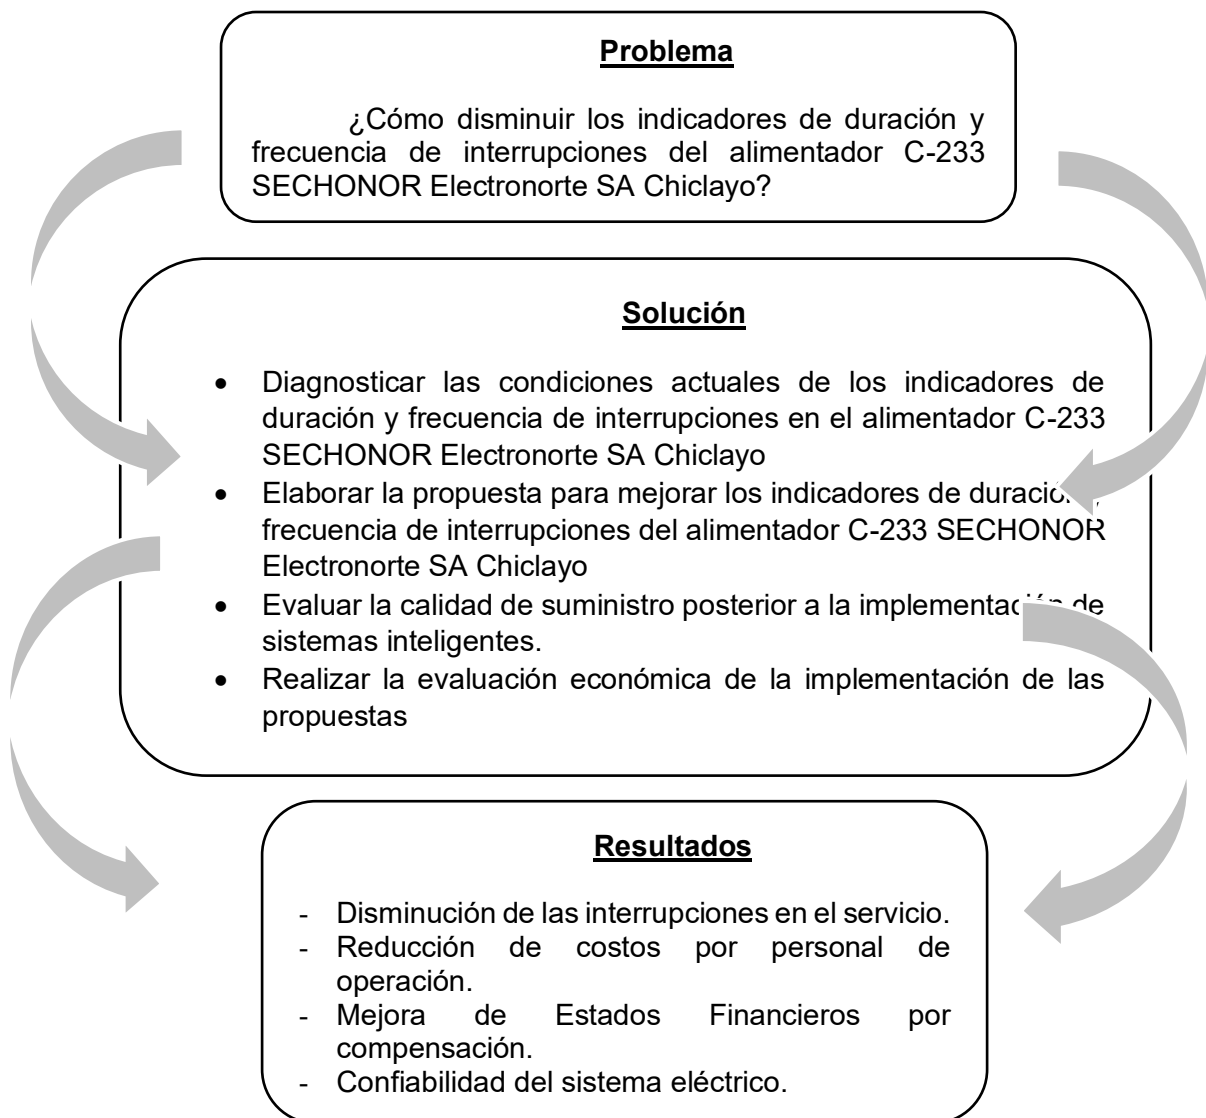 Problema
¿Cómo disminuir los indicadores de duración y
frecuencia de interrupciones del alimentador C-233
SECHONOR Electronorte SA Chiclayo?
Solución
• Diagnosticar las condiciones actuales de los indicadores de
duración y frecuencia de interrupciones en el alimentador C-233
SECHONOR Electronorte SA Chiclayo
• Elaborar la propuesta para mejorar los indicadores de duración
frecuencia de interrupciones del alimentador C-233 SECHONOR
Electronorte SA Chiclayo
• Evaluar la calidad de suministro posterior a la implementación de
sistemas inteligentes.
• Realizar la evaluación económica de la implementación de las
propuestas
Resultados
- Disminución de las interrupciones en el servicio.
- Reducción de costos por personal de
operación.
- Mejora de Estados Financieros por
compensación.
- Confiabilidad del sistema eléctrico.